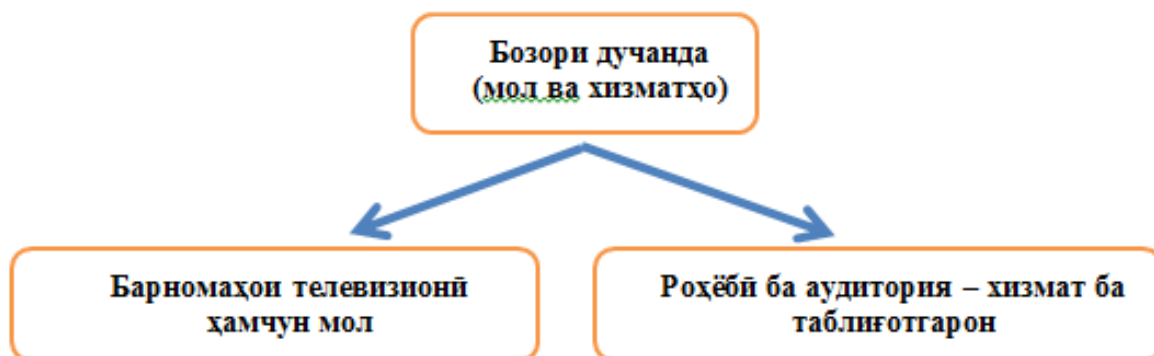 Бозори дучанда
(мол ва хизматҳо)
Барномаҳои телевизионӣ
ҳамчун мол
Роҳёбӣ ба аудитория – хизмат ба
таблиғотгарон